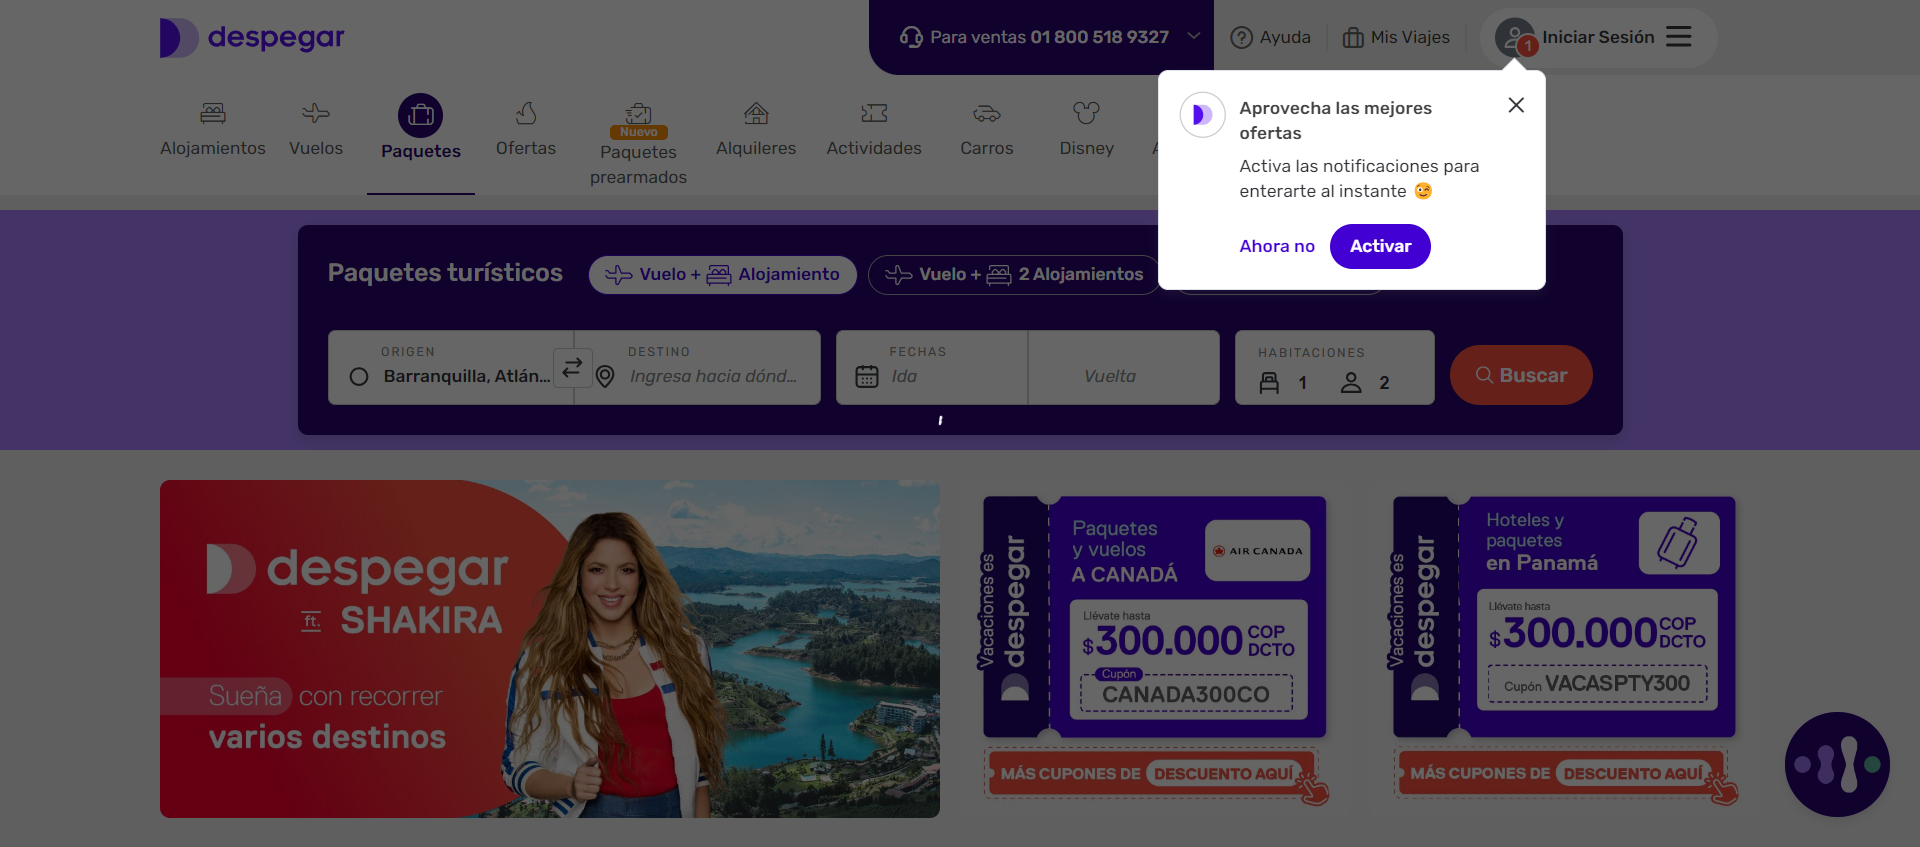 despegar
Para ventas 01 800 518 9327
Ayuda
Mis Viajes
1
Iniciar Sesión
Alojamientos
Vuelos
Paquetes
Ofertas
Nuevo
Paquetes
prearmados
Alquileres
Actividades
Carros
Disney
Aprovecha las mejores
ofertas
Activa las notificaciones para
enterarte al instante 😉
Ahora no
Activar
Paquetes turísticos
Vuelo + Alojamiento
Vuelo + 2 Alojamientos
ORIGEN
Barranquilla, Atlán...
DESTINO
Ingresa hacia dónd...
FECHAS
Ida
Vuelta
HABITACIONES
1
2
Buscar
despegar
ft. SHAKIRA
Sueña con recorrer
varios destinos
Vacaciones es
despegar
Paquetes
y vuelos
A CANADÁ
AIR CANADA
Llévate hasta
$300.000 COP
DCTO
Cupón
CANADA300CO
MÁS CUPONES DE DESCUENTO AQUÍ
Vacaciones es
despegar
Hoteles y
paquetes
en Panamá
Llévate hasta
$300.000 COP
DCTO
Cupón VACASPTY300
MÁS CUPONES DE DESCUENTO AQUÍ